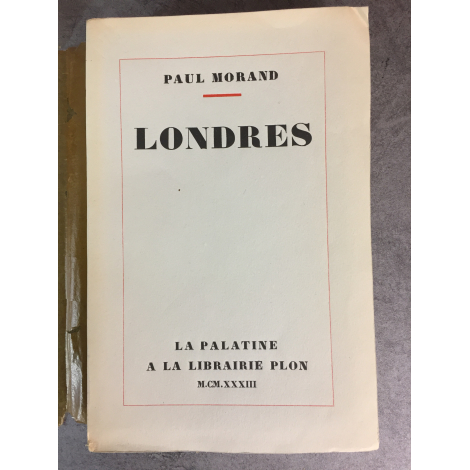 PAUL MORAND
LONDRES
LA PALATINE
A LA LIBRAIRIE PLON
M.CM.XXXIII